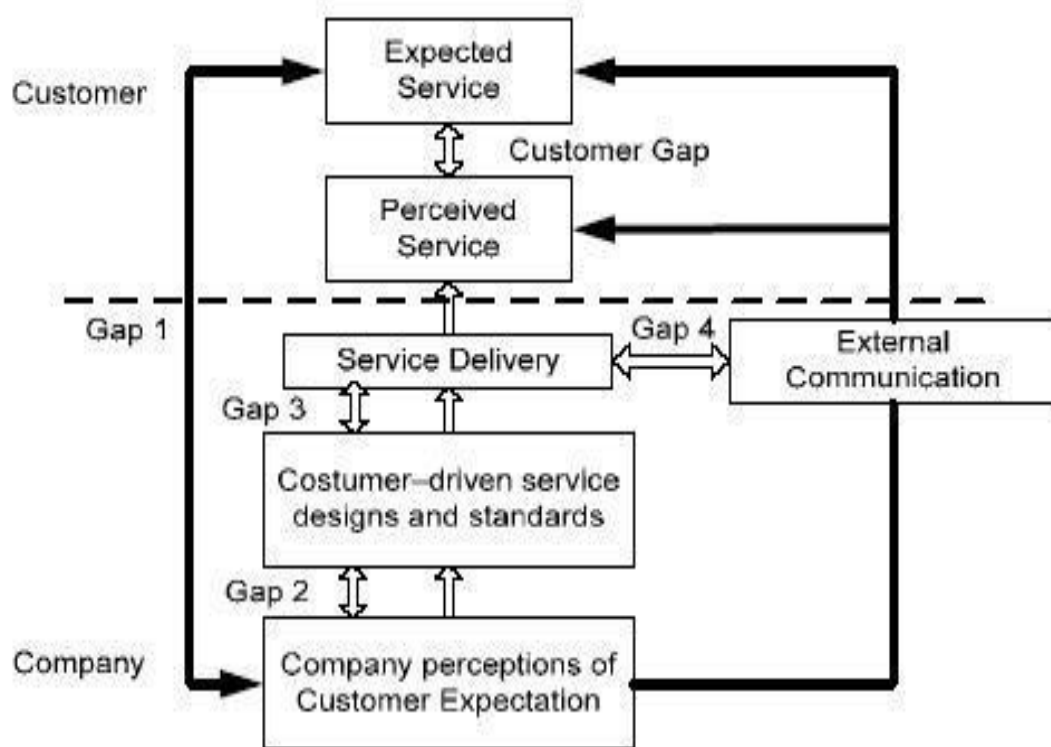 Expected
Service
Customer
Customer Gap
Perceived
Service
Gap 1
Gap 4
External
Communication
Service Delivery
Gap 3
Costumer–driven service
designs and standards
Gap 2
Company
Company perceptions of
Customer Expectation